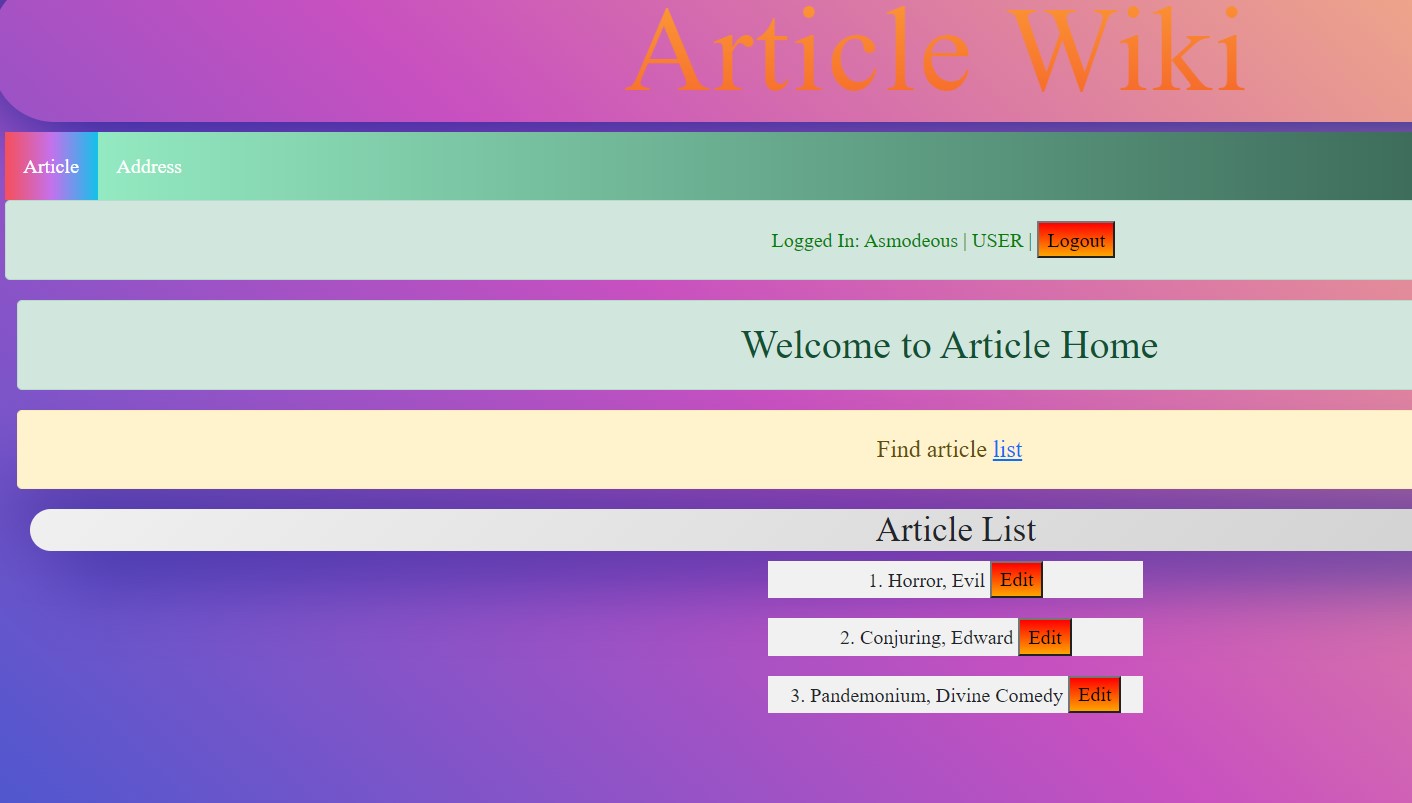 Article Wiki
Article Address
Logged In: Asmodeous | USER | Logout
Welcome to Article Home
Find article list
Article List
1. Horror, Evil Edit
2. Conjuring, Edward Edit
3. Pandemonium, Divine Comedy Edit